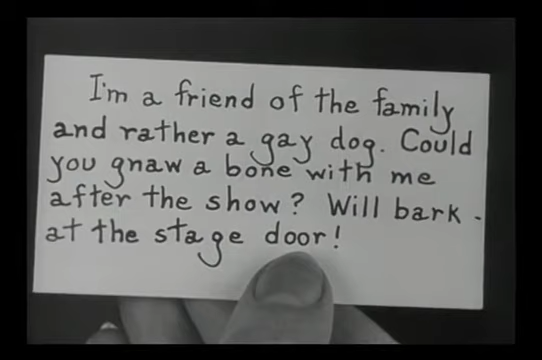 I'm a friend of the family
and rather a gay dog. Could
you gnaw a bone with me
after the show? Will bark -
at the stage door!